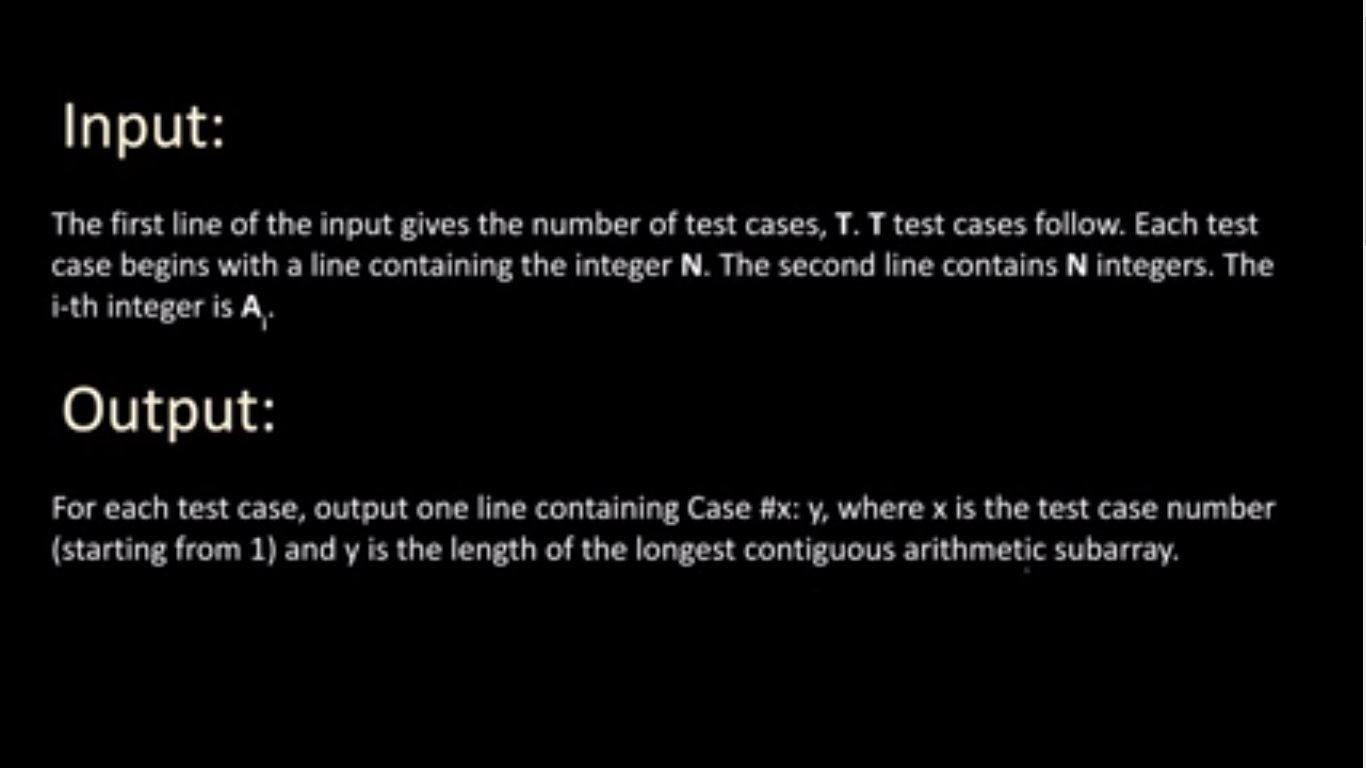 Input:
The first line of the input gives the number of test cases, T. T test cases follow. Each test
case begins with a line containing the integer N. The second line contains N integers. The
i-th integer is Aᵢ.
Output:
For each test case, output one line containing Case #x: y, where x is the test case number
(starting from 1) and y is the length of the longest contiguous arithmetic subarray.